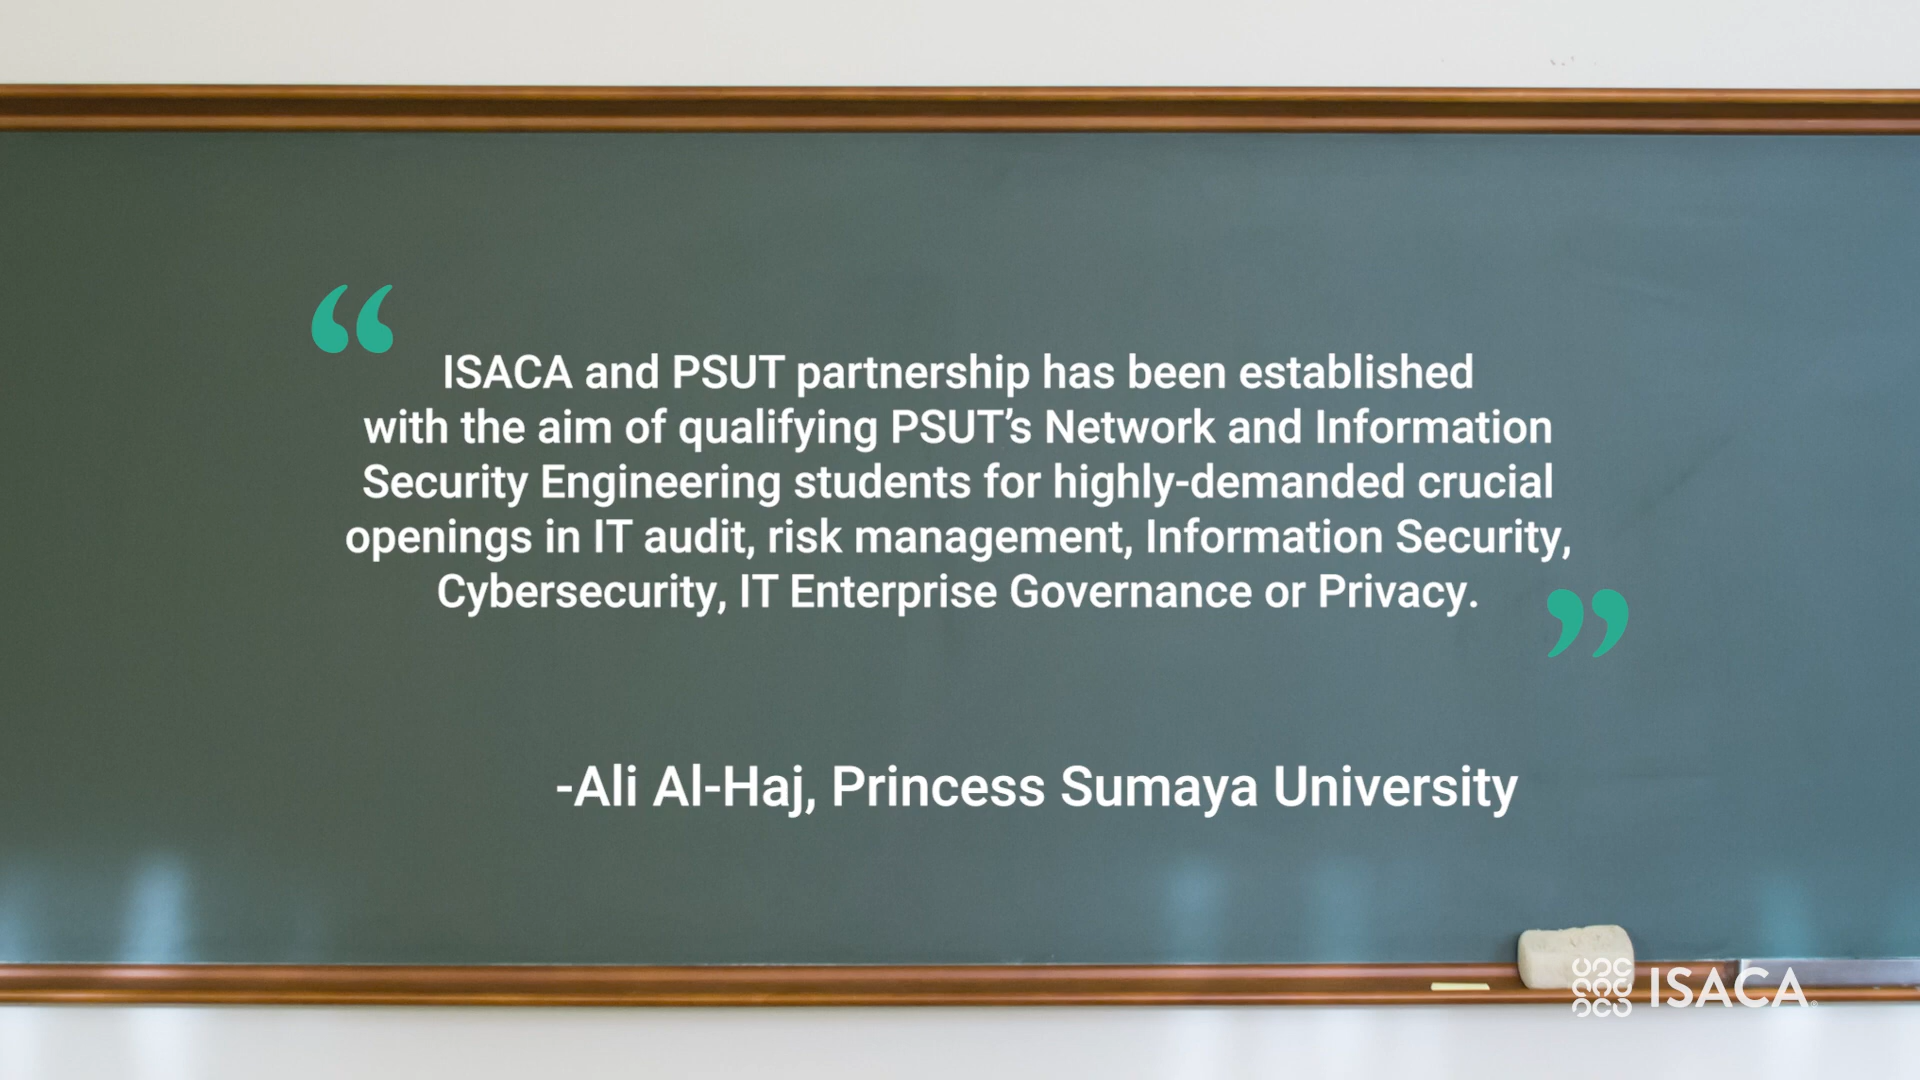 “
ISACA and PSUT partnership has been established
with the aim of qualifying PSUT’s Network and Information
Security Engineering students for highly-demanded crucial
openings in IT audit, risk management, Information Security,
Cybersecurity, IT Enterprise Governance or Privacy.
”
-Ali Al-Haj, Princess Sumaya University
ISACA®